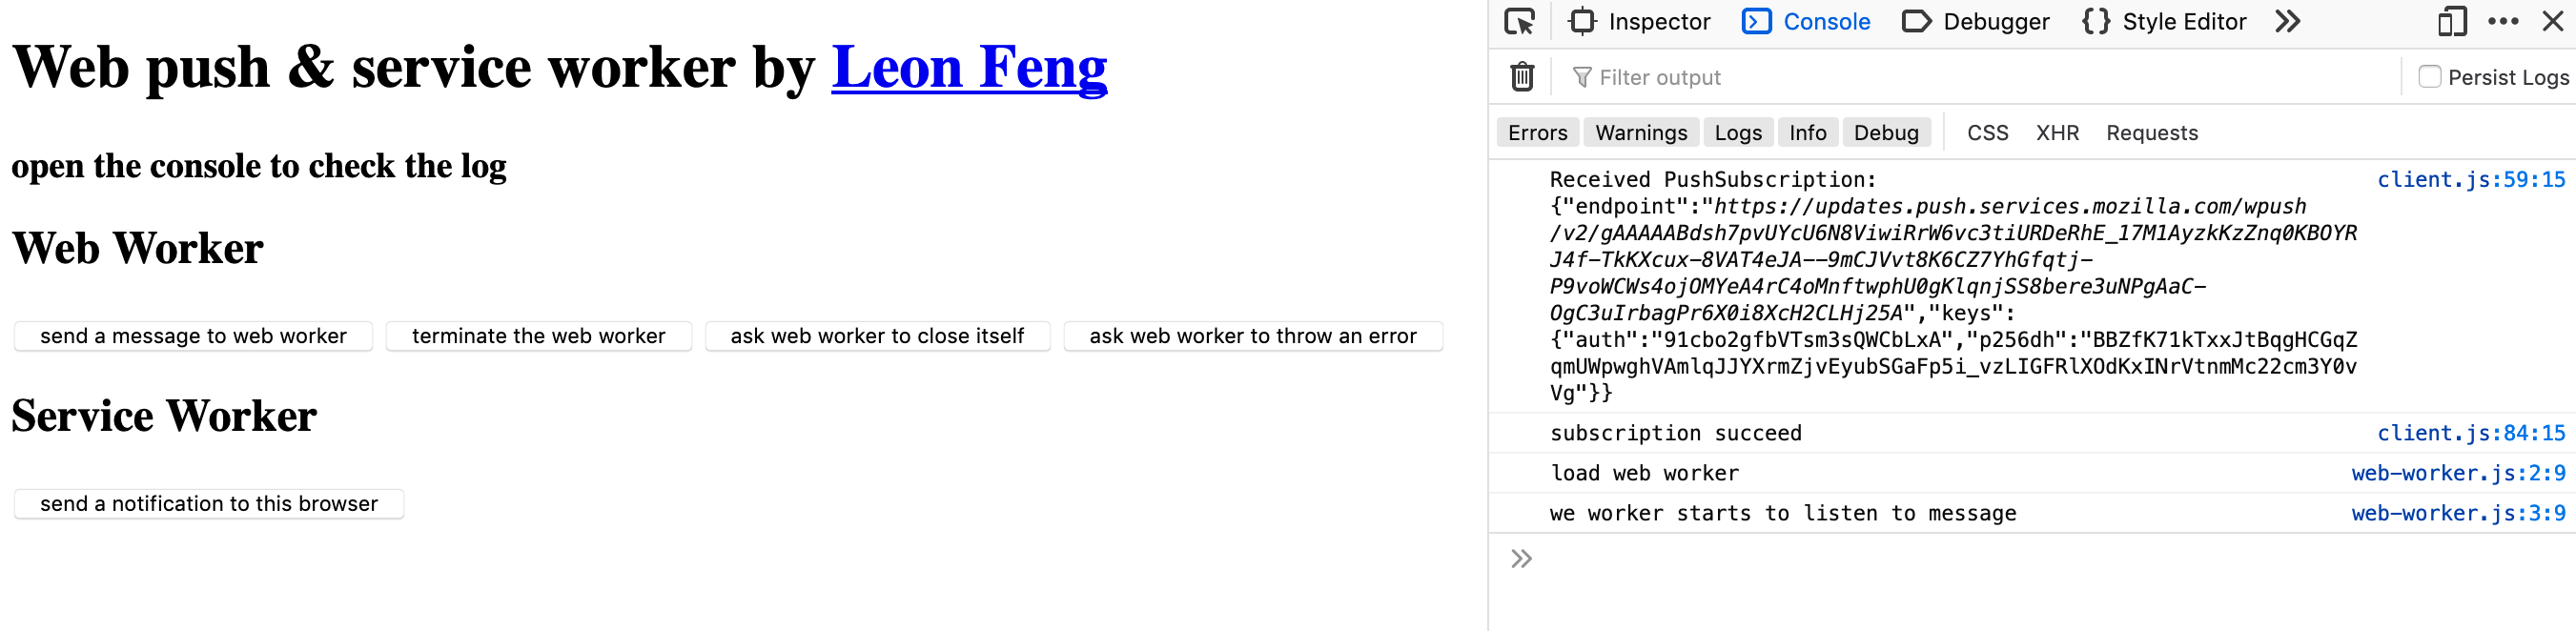 Web push & service worker by Leon Feng
open the console to check the log
Web Worker
send a message to web worker
terminate the web worker
ask web worker to close itself
ask web worker to throw an error
Service Worker
send a notification to this browser
Inspector
Console
Debugger
Style Editor
Filter output
Persist Logs
Errors Warnings Logs Info Debug CSS XHR Requests
Received PushSubscription: client.js:59:15
{"endpoint":"https://updates.push.services.mozilla.com/wpush
/v2/gAAAAABdsh7pvUYcU6N8ViwiRrW6vc3tiURDeRhE_17M1AyzkKzZnq0KBOYR
J4f-TkKXcux-8VAT4eJA--9mCJVvt8K6CZ7YhGfqtj-
P9voWCWs4ojOMYeA4rC4oMnftwphU0gKlqnjSS8bere3uNPgAaC-
OgC3uIrbagPr6X0i8XcH2CLHj25A","keys":
{"auth":"91cbo2gfbVTsm3sQWCbLxA","p256dh":"BBZfK71kTxxJtBqgHCGqZ
qmUWpwghVAmlqJJYXrmZjvEyubSGaFp5i_vzLIGFRlXOdKxINrVtnmMc22cm3Y0v
Vg"}}
subscription succeed client.js:84:15
load web worker web-worker.js:2:9
we worker starts to listen to message web-worker.js:3:9